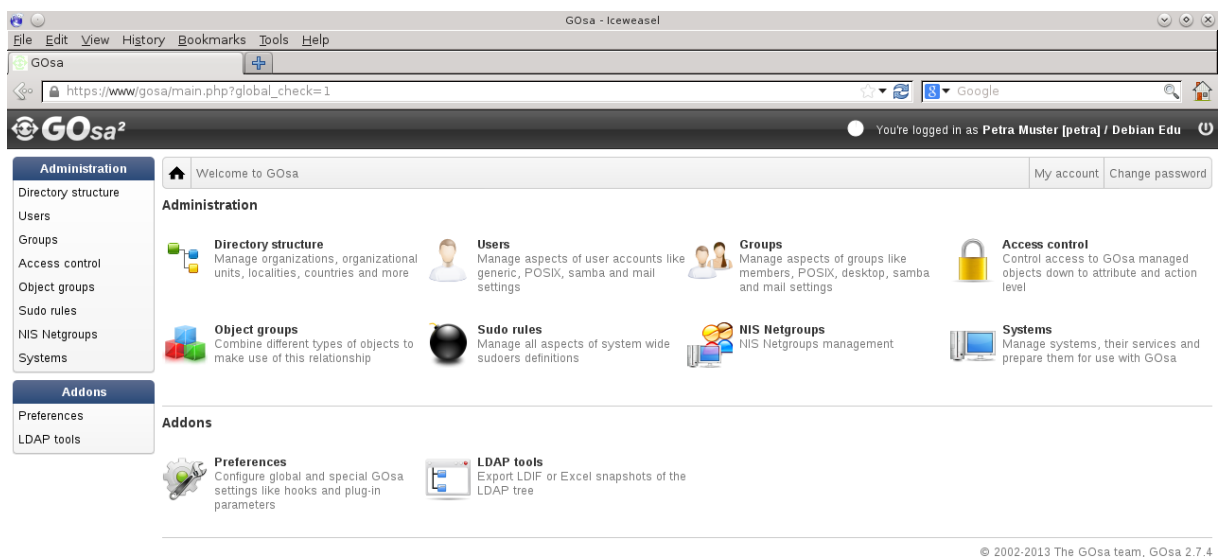 GOsa - Iceweasel
File Edit View History Bookmarks Tools Help
GOsa
https://www/gosa/main.php?global_check=1
Google
GOsa²
You're logged in as Petra Muster [petra] / Debian Edu
Administration
Directory structure
Users
Groups
Access control
Object groups
Sudo rules
NIS Netgroups
Systems
Addons
Preferences
LDAP tools
Welcome to GOsa
My account
Change password
Administration
Directory structure
Manage organizations, organizational
units, localities, countries and more
Users
Manage aspects of user accounts like
generic, POSIX, samba and mail
settings
Groups
Manage aspects of groups like
members, POSIX, desktop, samba
and mail settings
Access control
Control access to GOsa managed
objects down to attribute and action
level
Object groups
Combine different types of objects to
make use of this relationship
Sudo rules
Manage all aspects of system wide
sudoers definitions
NIS Netgroups
NIS Netgroups management
Systems
Manage systems, their services and
prepare them for use with GOsa
Addons
Preferences
Configure global and special GOsa
settings like hooks and plug-in
parameters
LDAP tools
Export LDIF or Excel snapshots of the
LDAP tree
© 2002-2013 The GOsa team, GOsa 2.7.4